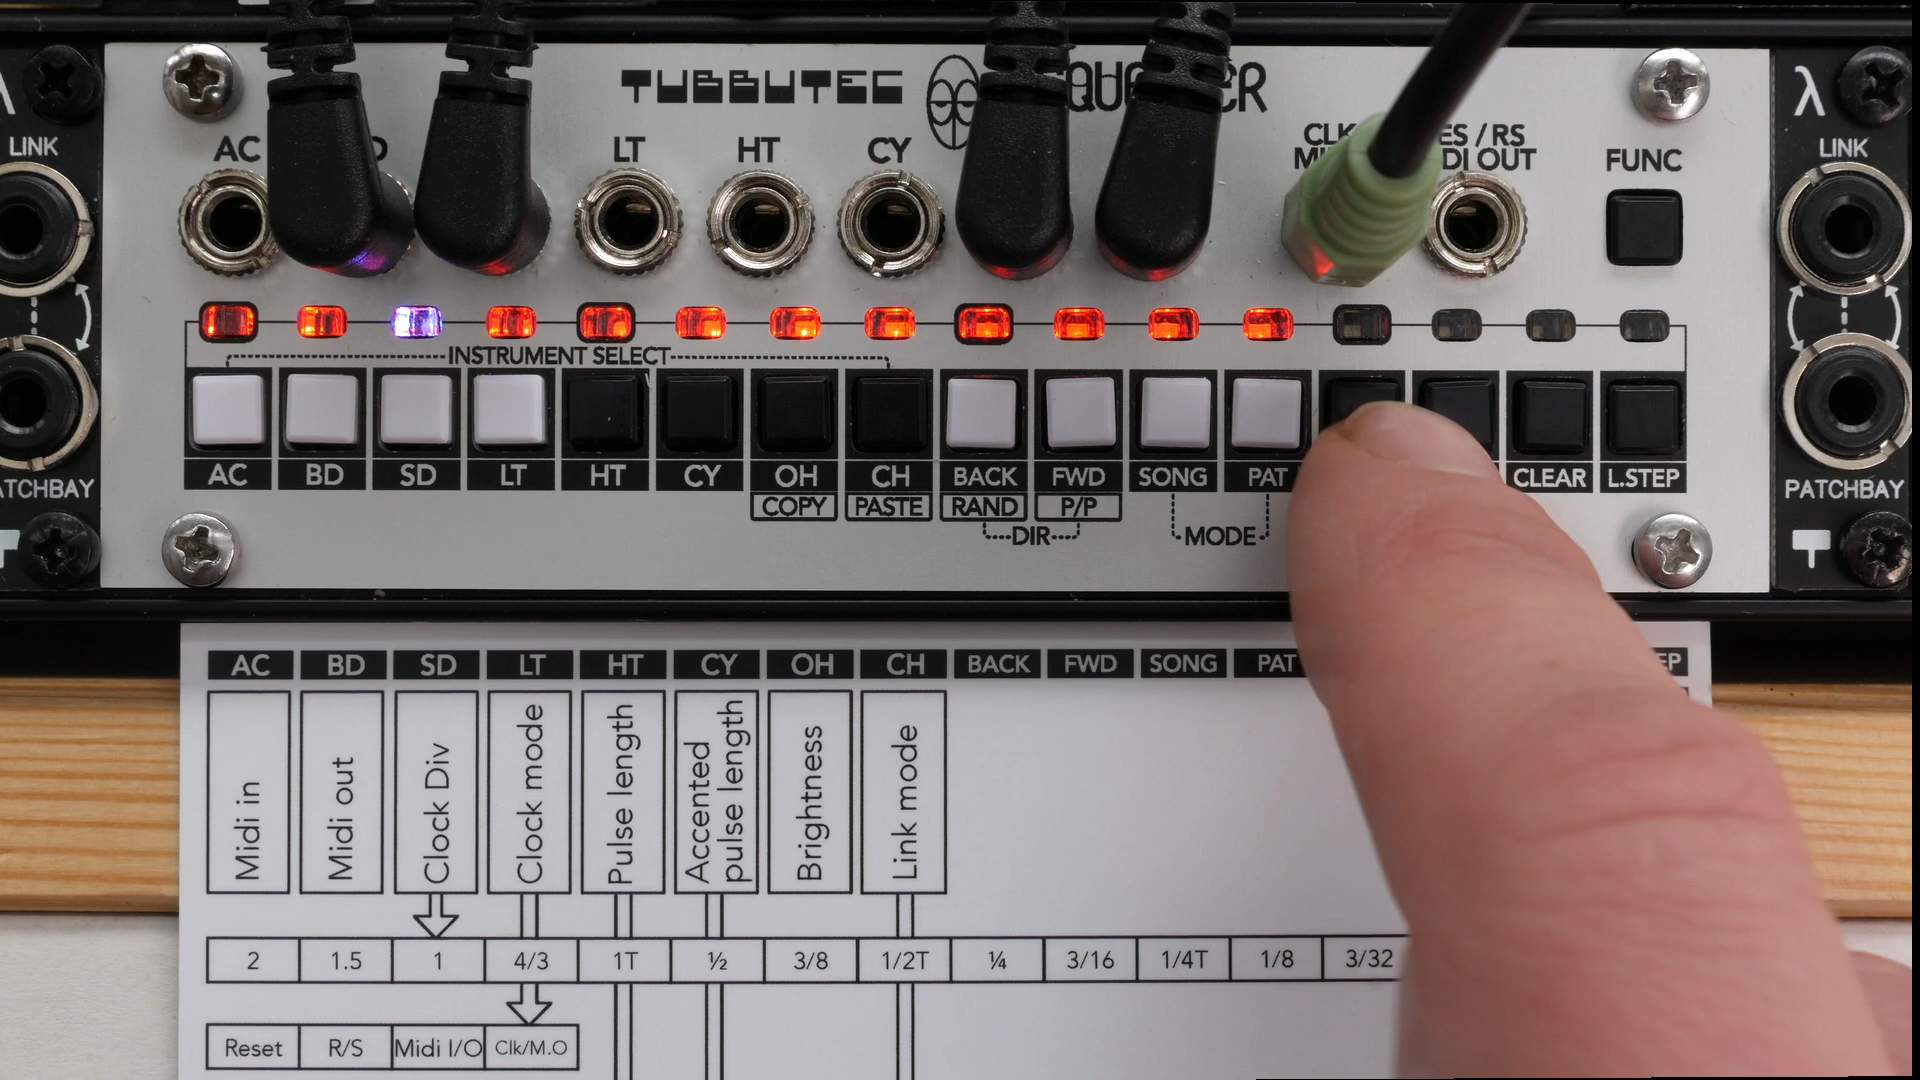 TUBBUTEC
AC LT HT CY FUNC
LINK LINK
INSTRUMENT SELECT
AC BD SD LT HT CY OH CH BACK FWD SONG PAT CLEAR L.STEP
COPY PASTE RAND P/P
DIR MODE
PATCHBAY
AC BD SD LT HT CY OH CH BACK FWD SONG PAT
Midi in
Midi out
Clock Div
Clock mode
Pulse length
Accented
pulse length
Brightness
Link mode
2 1.5 1 4/3 1T ½ 3/8 1/2T ¼ 3/16 1/4T 1/8 3/32
Reset R/S Midi I/O Clk/M.O